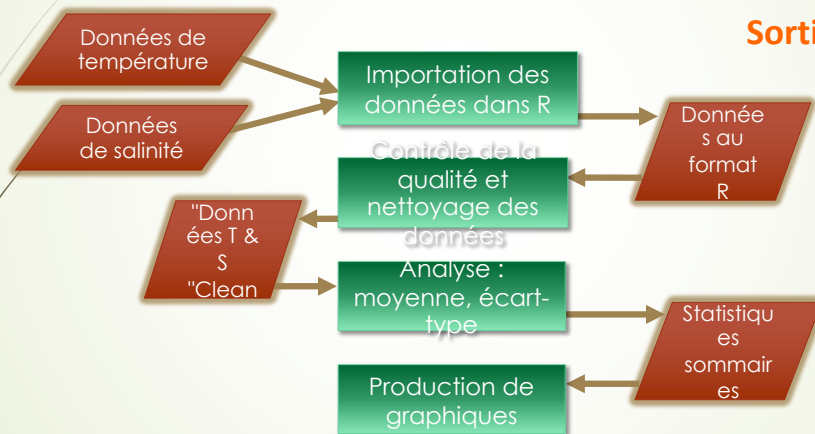 Sorti
Données de
température
Données
de salinité
Importation des
données dans R
Donnée
s au
format
R
Contrôle de la
qualité et
nettoyage des
données
"Donn
ées T &
S
"Clean
Analyse :
moyenne, écart-
type
Statistiqu
es
sommair
es
Production de
graphiques